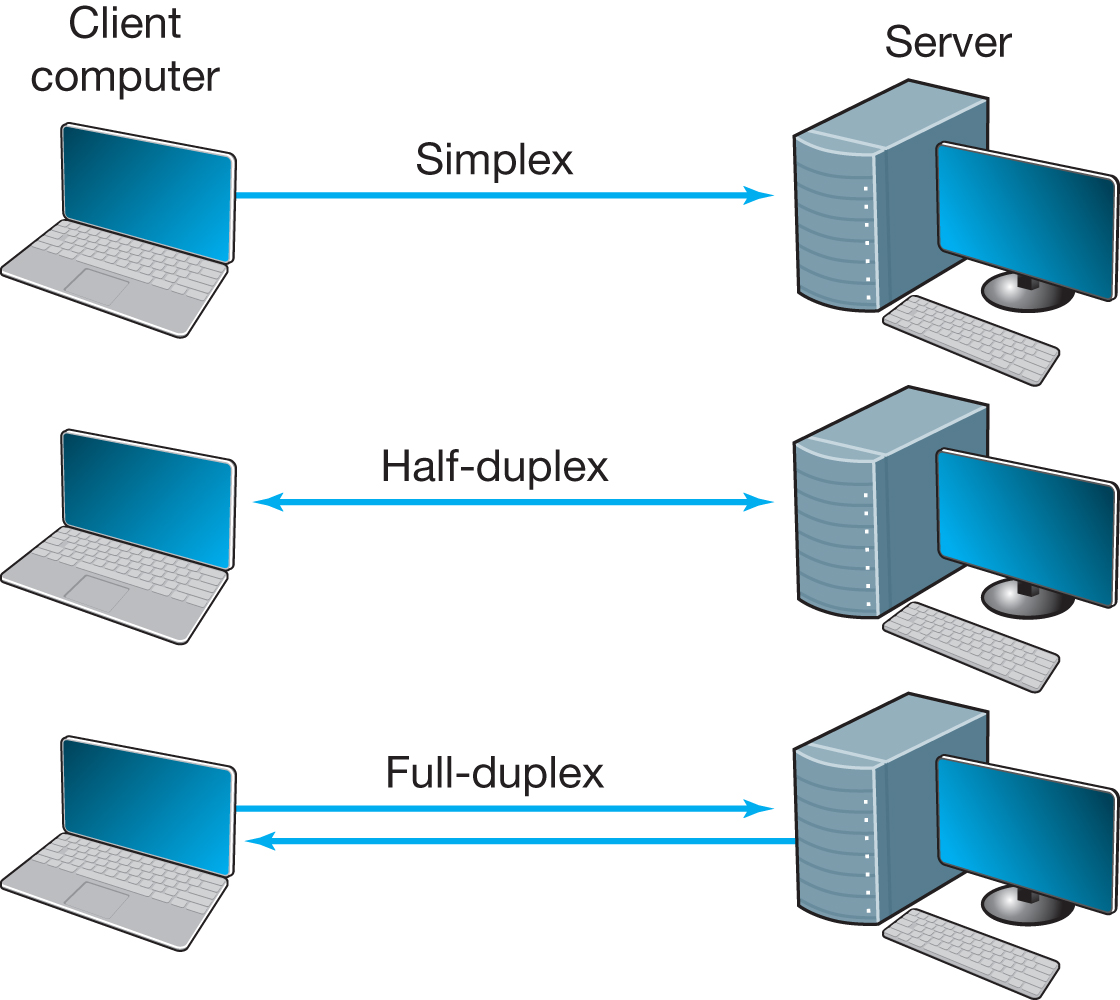 Client
computer
Server
Simplex
Half-duplex
Full-duplex